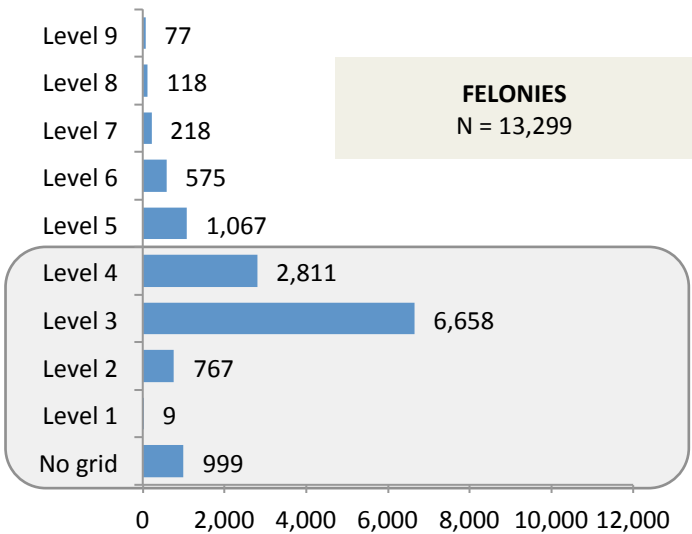 Level 9 77
Level 8 118
Level 7 218
Level 6 575
Level 5 1,067
Level 4 2,811
Level 3 6,658
Level 2 767
Level 1 9
No grid 999
0 2,000 4,000 6,000 8,000 10,000 12,000
FELONIES
N = 13,299